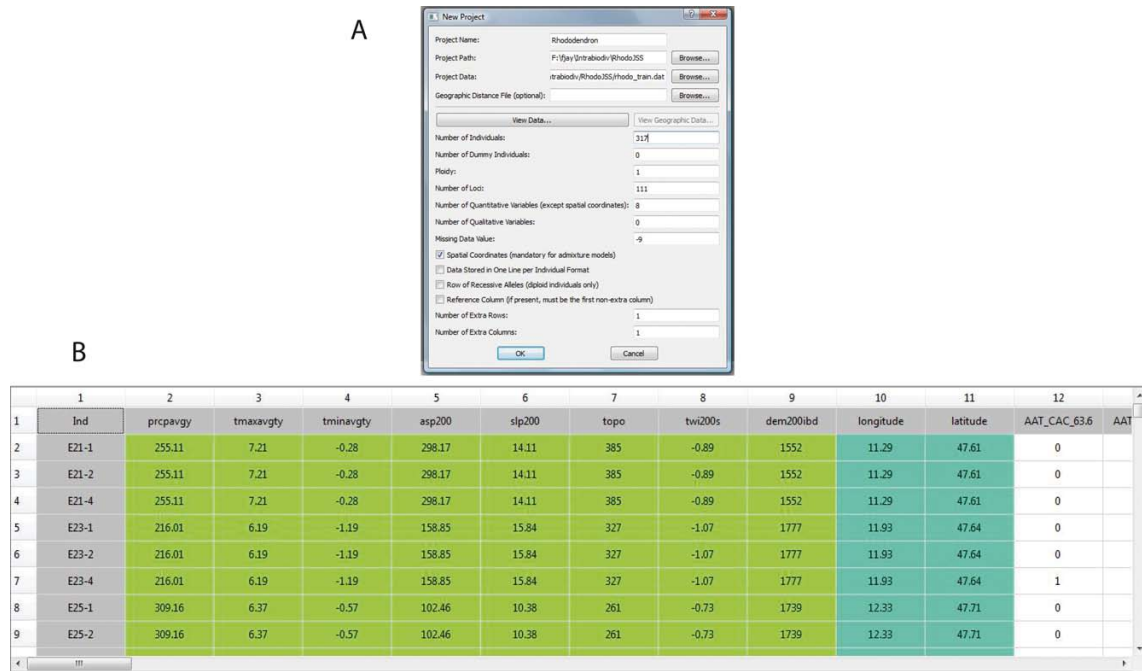 A
New Project
Project Name: Rhododendron
Project Path: F:\fjay\Intrabiodiv\RhodoJSS Browse...
Project Data: ıtrabiodiv/RhodoJSS/rhodo_train.dat Browse...
Geographic Distance File (optional): Browse...
View Data... View Geographic Data...
Number of Individuals: 317
Number of Dummy Individuals: 0
Ploidy: 1
Number of Loci: 111
Number of Quantitative Variables (except spatial coordinates): 8
Number of Qualitative Variables: 0
Missing Data Value: -9
Spatial Coordinates (mandatory for admixture models)
Data Stored in One Line per Individual Format
Row of Recessive Alleles (diploid individuals only)
Reference Column (if present, must be the first non-extra column)
Number of Extra Rows: 1
Number of Extra Columns: 1
OK Cancel
B
1 2 3 4 5 6 7 8 9 10 11 12
1 Ind prcpavgy tmaxavgty tminavgty asp200 slp200 topo twi200s dem200ibd longitude latitude AAT_CAC_63.6 AAT
2 E21-1 255.11 7.21 -0.28 298.17 14.11 385 -0.89 1552 11.29 47.61 0
3 E21-2 255.11 7.21 -0.28 298.17 14.11 385 -0.89 1552 11.29 47.61 0
4 E21-4 255.11 7.21 -0.28 298.17 14.11 385 -0.89 1552 11.29 47.61 0
5 E23-1 216.01 6.19 -1.19 158.85 15.84 327 -1.07 1777 11.93 47.64 0
6 E23-2 216.01 6.19 -1.19 158.85 15.84 327 -1.07 1777 11.93 47.64 0
7 E23-4 216.01 6.19 -1.19 158.85 15.84 327 -1.07 1777 11.93 47.64 1
8 E25-1 309.16 6.37 -0.57 102.46 10.38 261 -0.73 1739 12.33 47.71 0
9 E25-2 309.16 6.37 -0.57 102.46 10.38 261 -0.73 1739 12.33 47.71 0